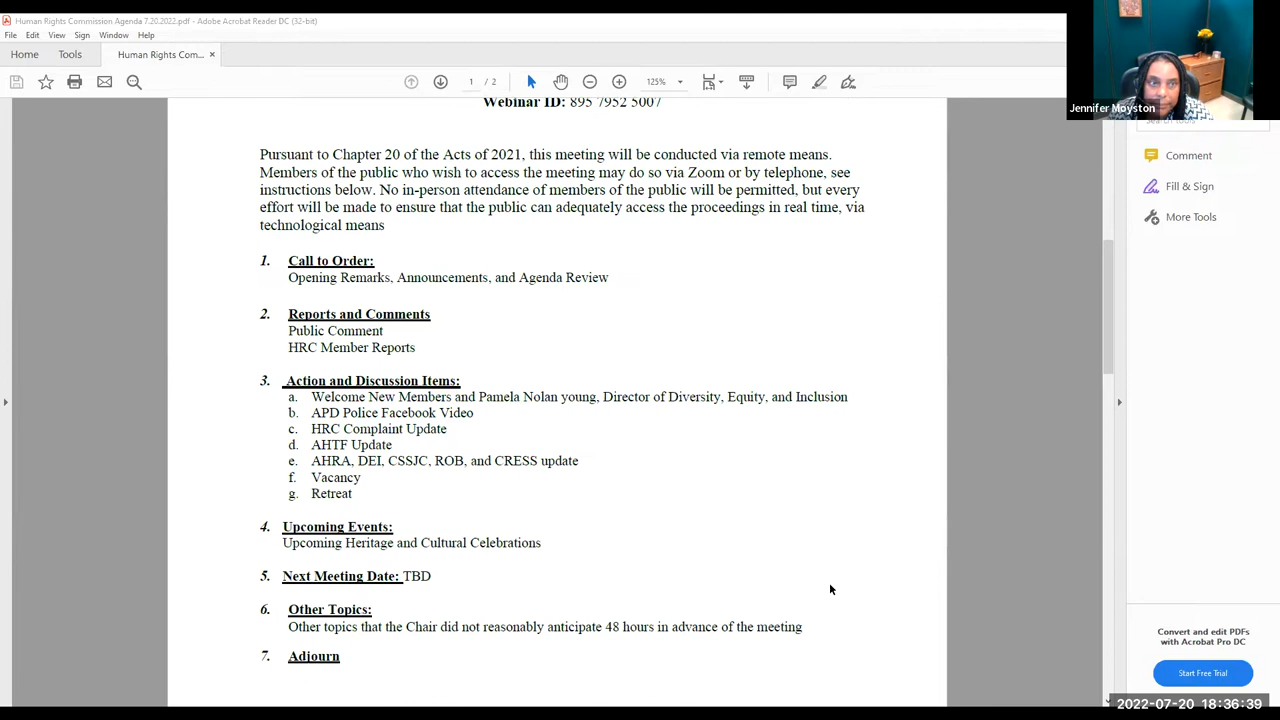 Human Rights Commission Agenda 7.20.2022.pdf - Adobe Acrobat Reader DC (32-bit)
File Edit View Sign Window Help
Home Tools Human Rights Com... ×
1 / 2 125%
Jennifer Moyston
Webinar ID: 895 7952 5007
Pursuant to Chapter 20 of the Acts of 2021, this meeting will be conducted via remote means.
Members of the public who wish to access the meeting may do so via Zoom or by telephone, see
instructions below. No in-person attendance of members of the public will be permitted, but every
effort will be made to ensure that the public can adequately access the proceedings in real time, via
technological means
1. Call to Order:
Opening Remarks, Announcements, and Agenda Review
2. Reports and Comments
Public Comment
HRC Member Reports
3. Action and Discussion Items:
a. Welcome New Members and Pamela Nolan young, Director of Diversity, Equity, and Inclusion
b. APD Police Facebook Video
c. HRC Complaint Update
d. AHTF Update
e. AHRA, DEI, CSSJC, ROB, and CRESS update
f. Vacancy
g. Retreat
4. Upcoming Events:
Upcoming Heritage and Cultural Celebrations
5. Next Meeting Date: TBD
6. Other Topics:
Other topics that the Chair did not reasonably anticipate 48 hours in advance of the meeting
7. Adjourn
Comment
Fill & Sign
More Tools
Convert and edit PDFs
with Acrobat Pro DC
Start Free Trial
2022-07-20 18:36:39